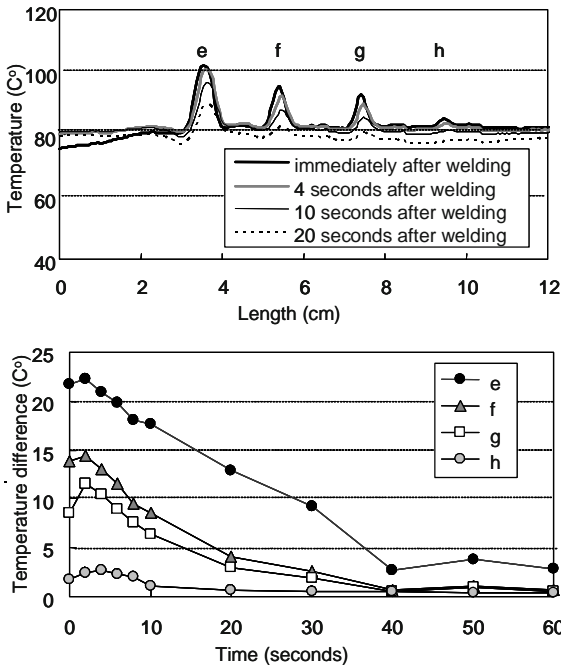 e f g h
Temperature (C°)
120
100
80
60
40
immediately after welding
4 seconds after welding
10 seconds after welding
20 seconds after welding
0 2 4 6 8 10 12
Length (cm)
Temperature difference (C°)
25
20
15
10
5
0
e
f
g
h
0 10 20 30 40 50 60
Time (seconds)